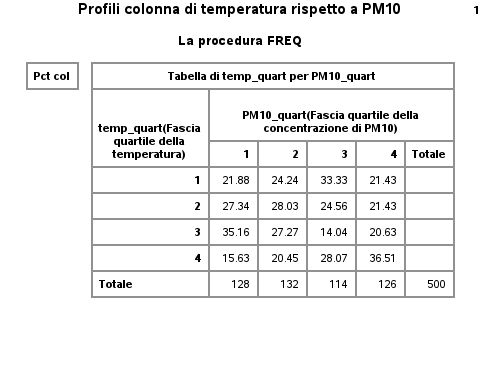 Profili colonna di temperatura rispetto a PM10 1
La procedura FREQ
Pct col
Tabella di temp_quart per PM10_quart
temp_quart(Fascia quartile della temperatura)
PM10_quart(Fascia quartile della concentrazione di PM10)
1 2 3 4 Totale
1 21.88 24.24 33.33 21.43
2 27.34 28.03 24.56 21.43
3 35.16 27.27 14.04 20.63
4 15.63 20.45 28.07 36.51
Totale 128 132 114 126 500